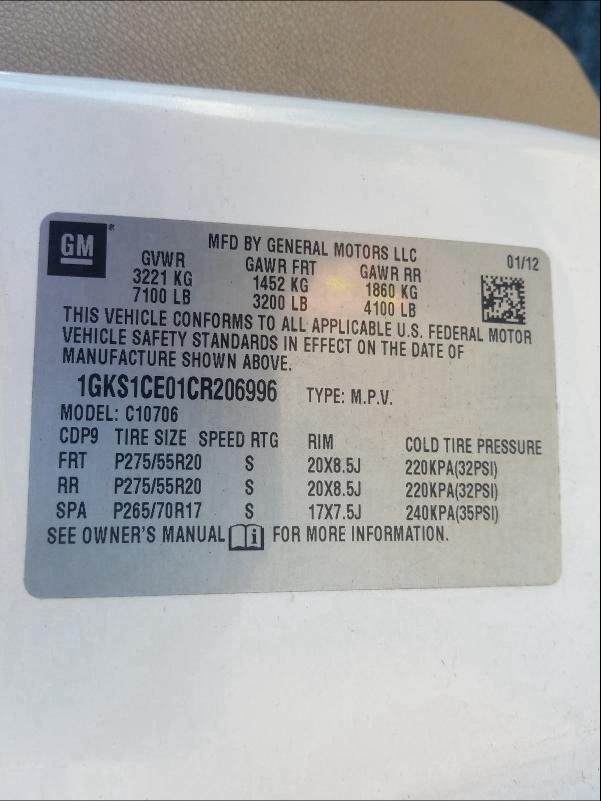 GM®
MFD BY GENERAL MOTORS LLC
01/12
GVWR GAWR FRT GAWR RR
3221 KG 1452 KG 1860 KG
7100 LB 3200 LB 4100 LB
THIS VEHICLE CONFORMS TO ALL APPLICABLE U.S. FEDERAL MOTOR
VEHICLE SAFETY STANDARDS IN EFFECT ON THE DATE OF
MANUFACTURE SHOWN ABOVE.
1GKS1CE01CR206996 TYPE: M.P.V.
MODEL: C10706
CDP9 TIRE SIZE SPEED RTG RIM COLD TIRE PRESSURE
FRT P275/55R20 S 20X8.5J 220KPA(32PSI)
RR P275/55R20 S 20X8.5J 220KPA(32PSI)
SPA P265/70R17 S 17X7.5J 240KPA(35PSI)
SEE OWNER'S MANUAL i FOR MORE INFORMATION.